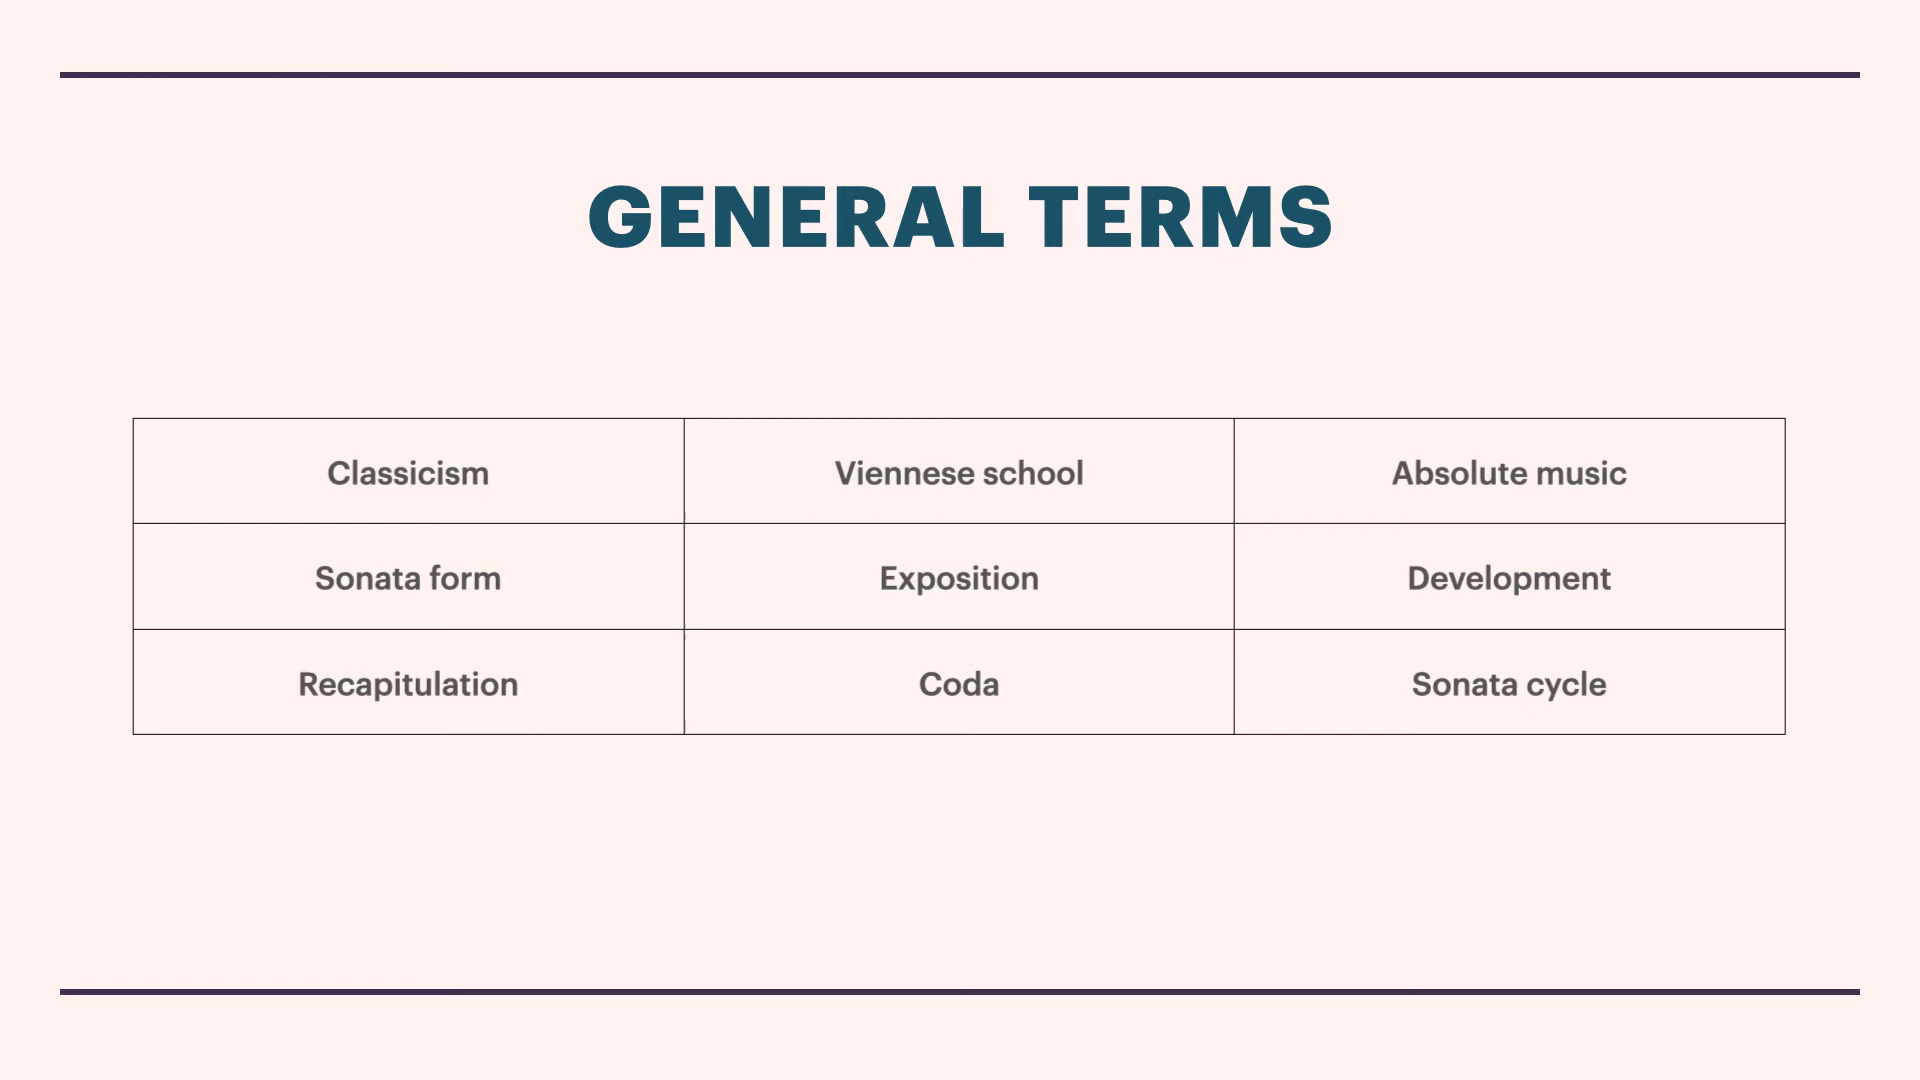 GENERAL TERMS
Classicism
Viennese school
Absolute music
Sonata form
Exposition
Development
Recapitulation
Coda
Sonata cycle